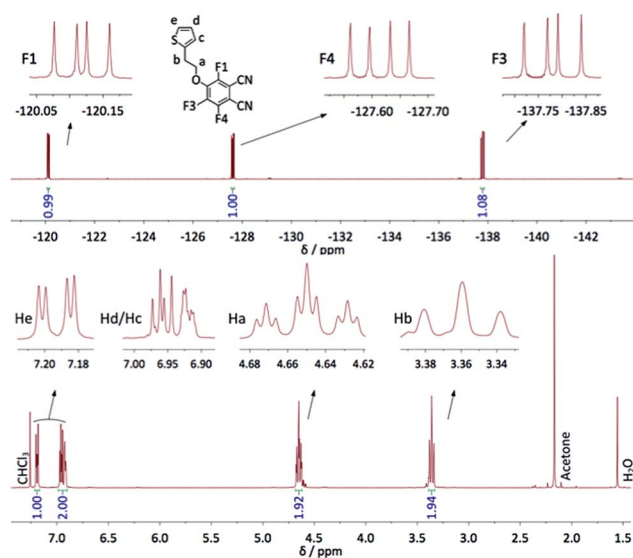 F1
-120.05
-120.15
e
d
c
S
b
a
O
F1
CN
CN
F3
F4
F4
-127.60
-127.70
F3
-137.75
-137.85
0.99
1.00
1.08
-120 -122 -124 -126 -128 -130 -132 -134 -136 -138 -140 -142
δ / ppm
He
7.20
7.18
Hd/Hc
7.00
6.95
6.90
Ha
4.68 4.66 4.64 4.62
Hb
3.38 3.36 3.34
CHCl3
Acetone
H2O
1.00
2.00
1.92
1.94
7.0 6.5 6.0 5.5 5.0 4.5 4.0 3.5 3.0 2.5 2.0 1.5
δ / ppm